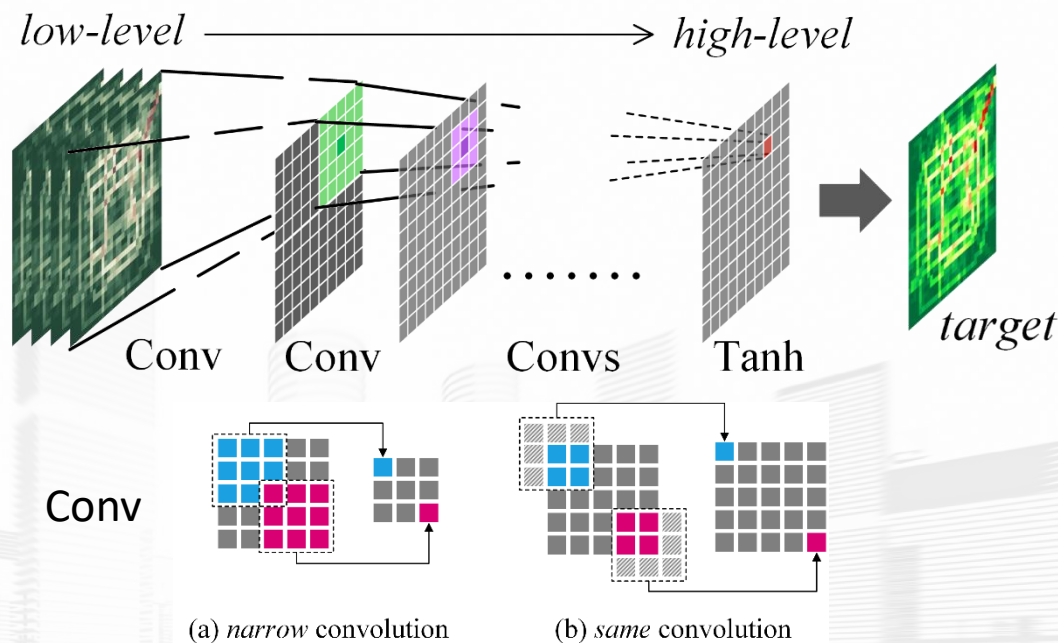 low-level
high-level
target
Conv
Conv
Convs
Tanh
Conv
(a) narrow convolution
(b) same convolution